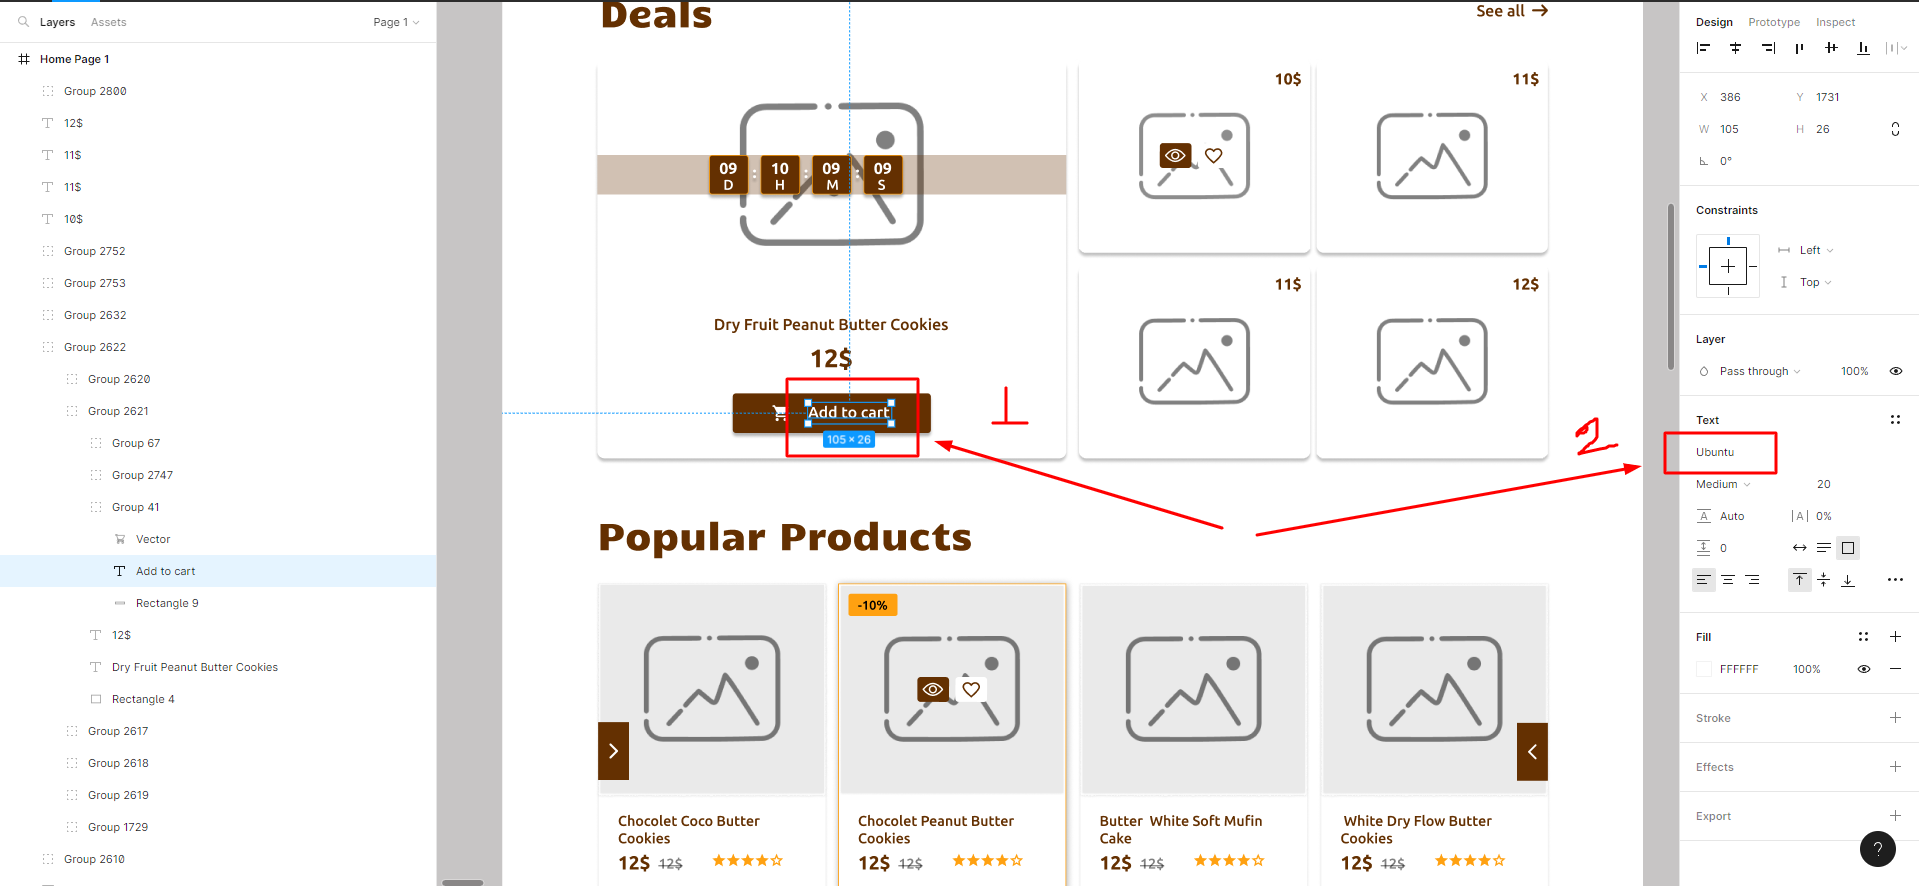 Layers Assets Page 1
Home Page 1
Group 2800
12$
11$
11$
10$
Group 2752
Group 2753
Group 2632
Group 2622
Group 2620
Group 2621
Group 67
Group 2747
Group 41
Vector
Add to cart
Rectangle 9
12$
Dry Fruit Peanut Butter Cookies
Rectangle 4
Group 2617
Group 2618
Group 2619
Group 1729
Group 2610
Deals
See all
09 : 10 : 09 : 09
D H M S
Dry Fruit Peanut Butter Cookies
12$
Add to cart
105 × 26
10$
11$
11$
12$
1
2
Popular Products
-10%
Chocolet Coco Butter
Cookies
12$ 12$
Chocolet Peanut Butter
Cookies
12$ 12$
Butter White Soft Mufin
Cake
12$ 12$
White Dry Flow Butter
Cookies
12$ 12$
Design Prototype Inspect
X 386 Y 1731
W 105 H 26
0°
Constraints
Left
Top
Layer
Pass through 100%
Text
Ubuntu
Medium 20
A Auto |A| 0%
0
Fill
FFFFFF 100%
Stroke
Effects
Export
?